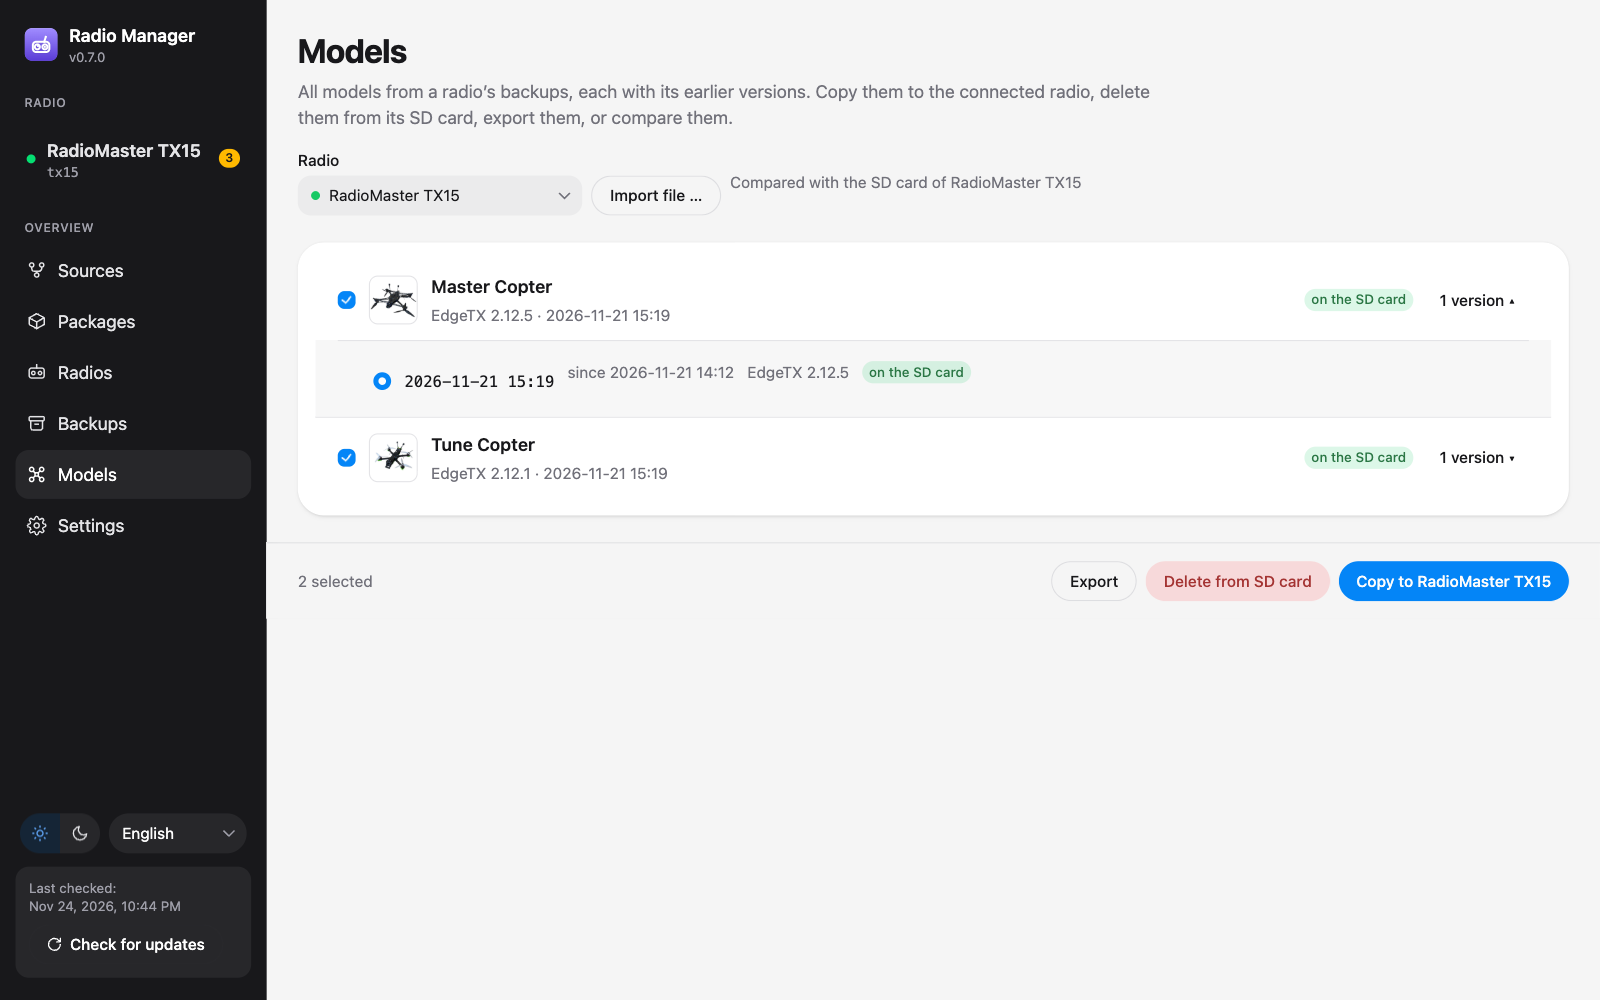 Radio Manager
v0.7.0
RADIO
RadioMaster TX15
tx15
3
OVERVIEW
Sources
Packages
Radios
Backups
Models
Settings
English
Last checked:
Nov 24, 2026, 10:44 PM
Check for updates
Models
All models from a radio’s backups, each with its earlier versions. Copy them to the connected radio, delete
them from its SD card, export them, or compare them.
Radio
RadioMaster TX15
Import file ...
Compared with the SD card of RadioMaster TX15
Master Copter
EdgeTX 2.12.5 · 2026-11-21 15:19
on the SD card
1 version
2026-11-21 15:19
since 2026-11-21 14:12
EdgeTX 2.12.5
on the SD card
Tune Copter
EdgeTX 2.12.1 · 2026-11-21 15:19
on the SD card
1 version
2 selected
Export
Delete from SD card
Copy to RadioMaster TX15